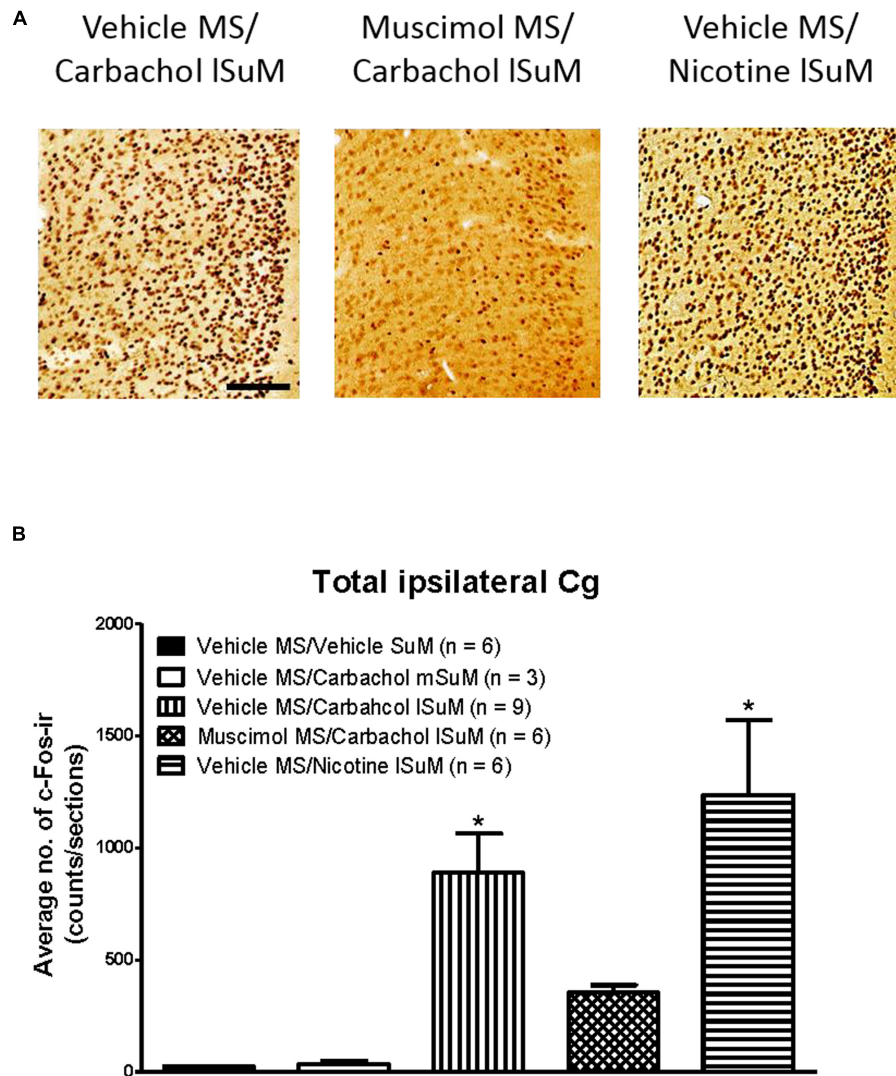 A
Vehicle MS/
Carbachol lSuM
Muscimol MS/
Carbachol lSuM
Vehicle MS/
Nicotine lSuM
B
Total ipsilateral Cg
Average no. of c-Fos-ir
(counts/sections)
2000
1500
1000
500
0
Vehicle MS/Vehicle SuM (n = 6)
Vehicle MS/Carbachol mSuM (n = 3)
Vehicle MS/Carbahcol lSuM (n = 9)
Muscimol MS/Carbachol lSuM (n = 6)
Vehicle MS/Nicotine lSuM (n = 6)
*
*